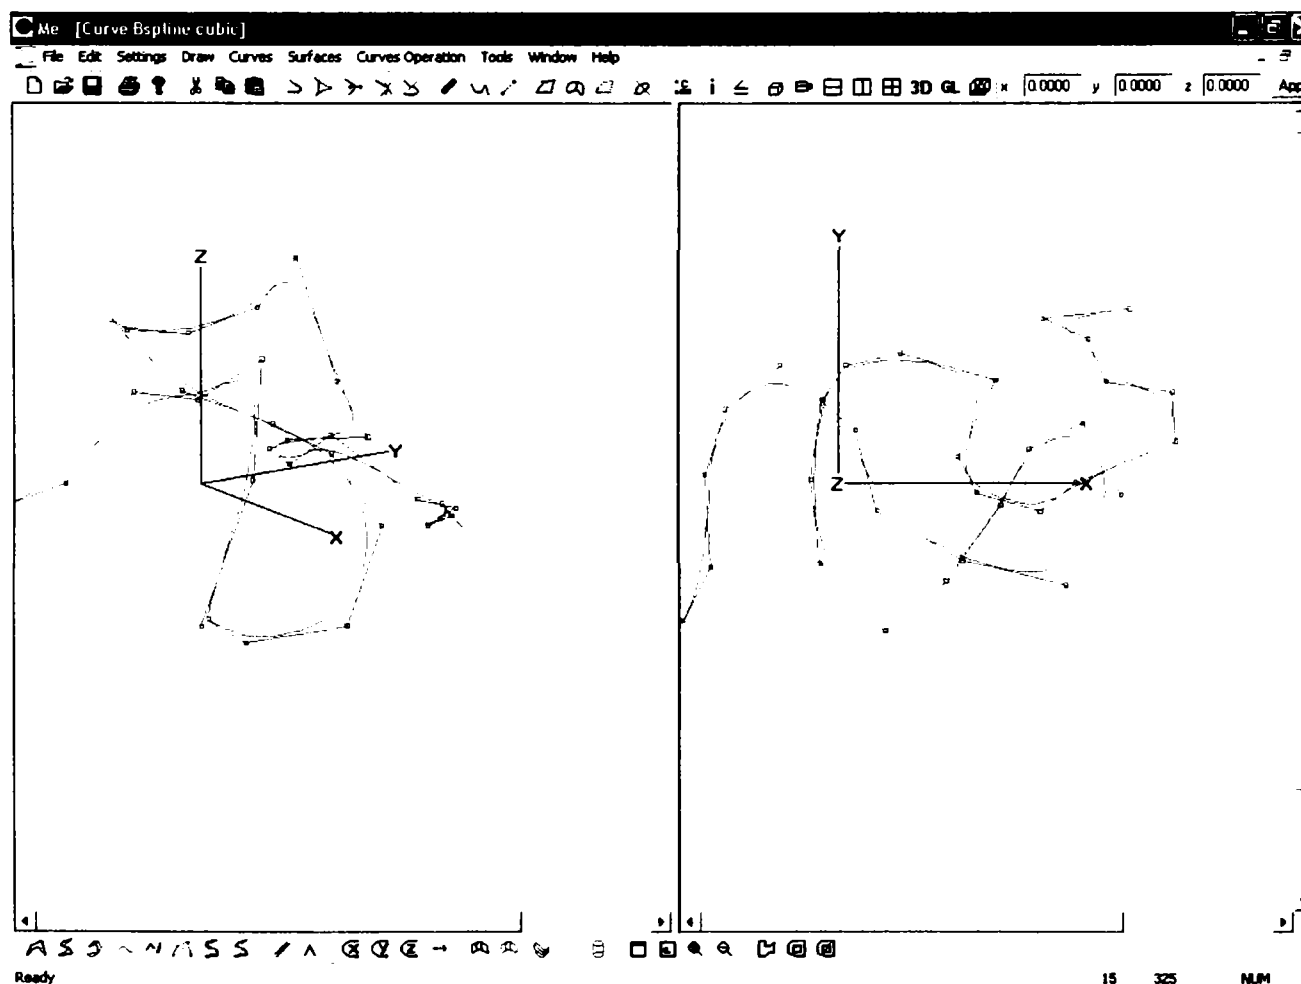 Me [Curve Bspline cubic]
File Edit Settings Draw Curves Surfaces Curves Operation Tools Window Help
3D GL x 0.0000 y 0.0000 z 0.0000 App
Z
Y
X
Y
Z
X
Ready 15 325 NUM